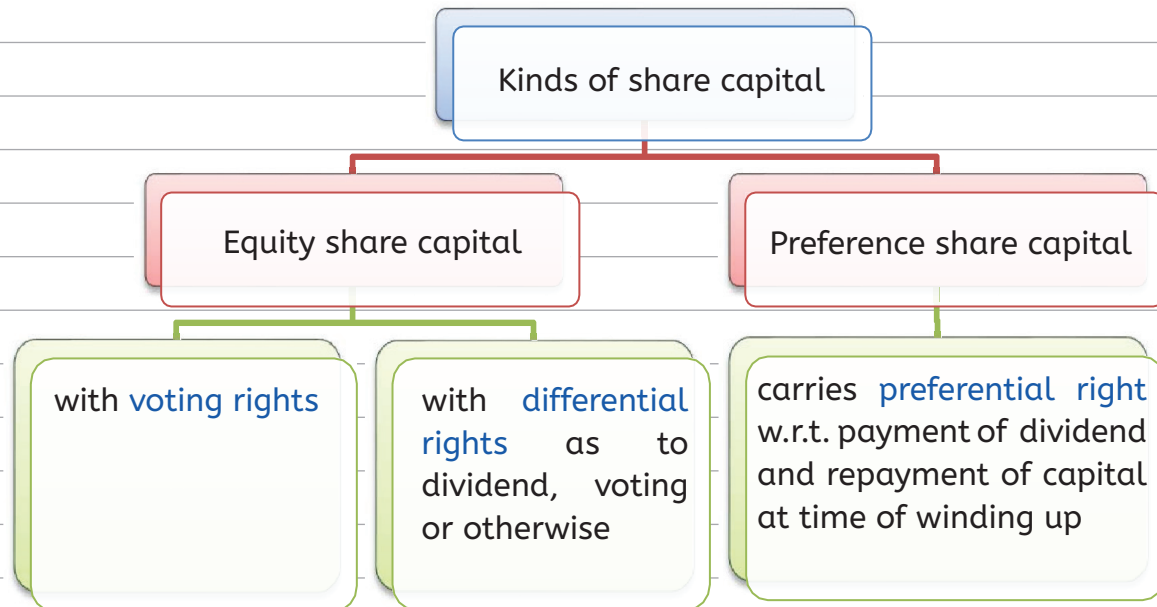 Kinds of share capital
Equity share capital
Preference share capital
with voting rights
with differential
rights as to
dividend, voting
or otherwise
carries preferential right
w.r.t. payment of dividend
and repayment of capital
at time of winding up